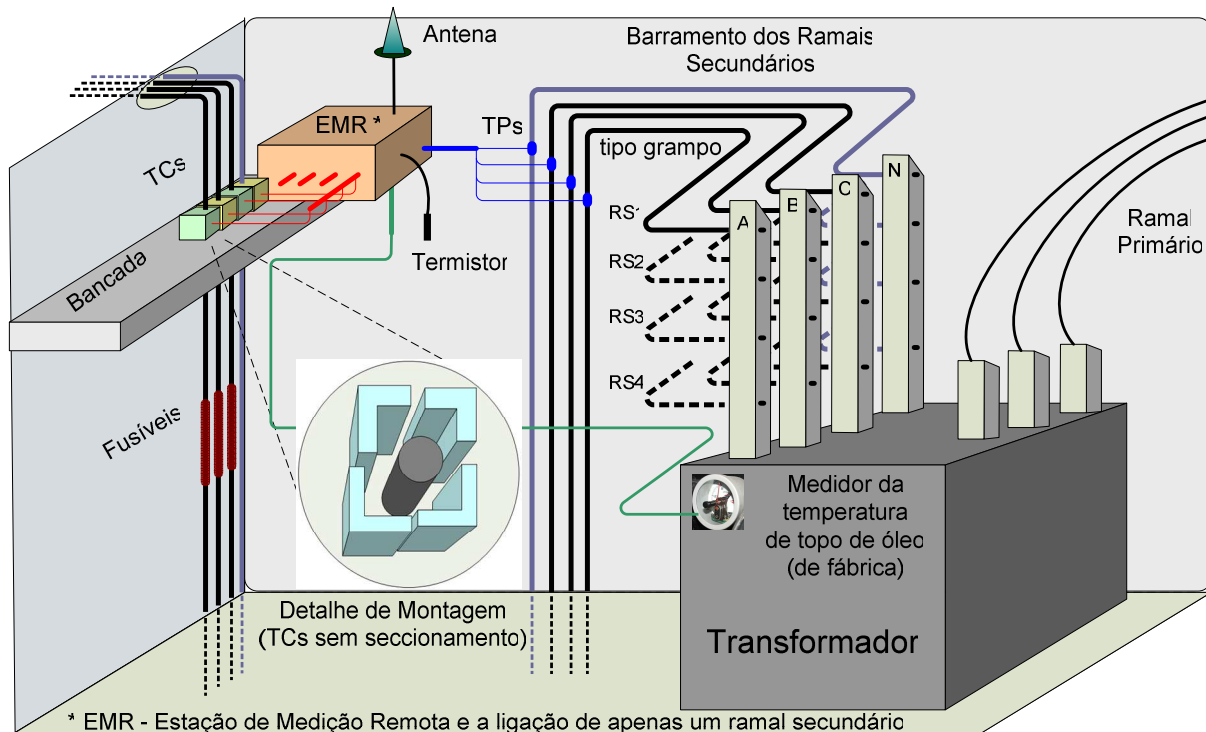 Antena
Barramento dos Ramais
Secundários
EMR *
TPs
tipo grampo
TCs
N
C
B
A
RS1
RS2
RS3
RS4
Ramal
Primário
Termistor
Bancada
Fusíveis
Medidor da
temperatura
de topo de óleo
(de fábrica)
Detalhe de Montagem
(TCs sem seccionamento)
Transformador
* EMR - Estação de Medição Remota e a ligação de apenas um ramal secundário